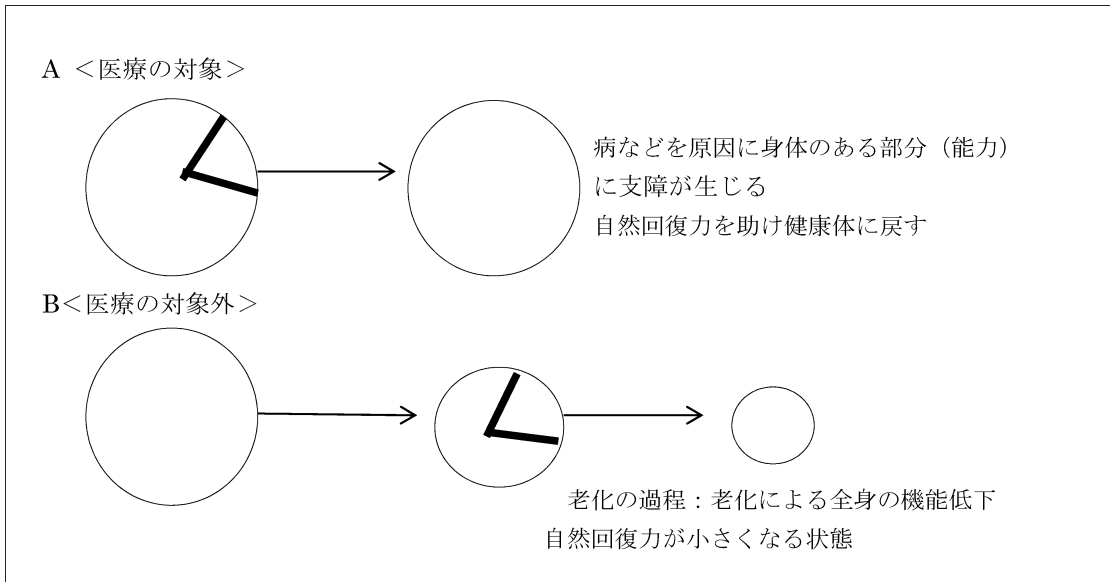 A ＜医療の対象＞
病などを原因に身体のある部分（能力）
に支障が生じる
自然回復力を助け健康体に戻す
B＜医療の対象外＞
老化の過程：老化による全身の機能低下
自然回復力が小さくなる状態